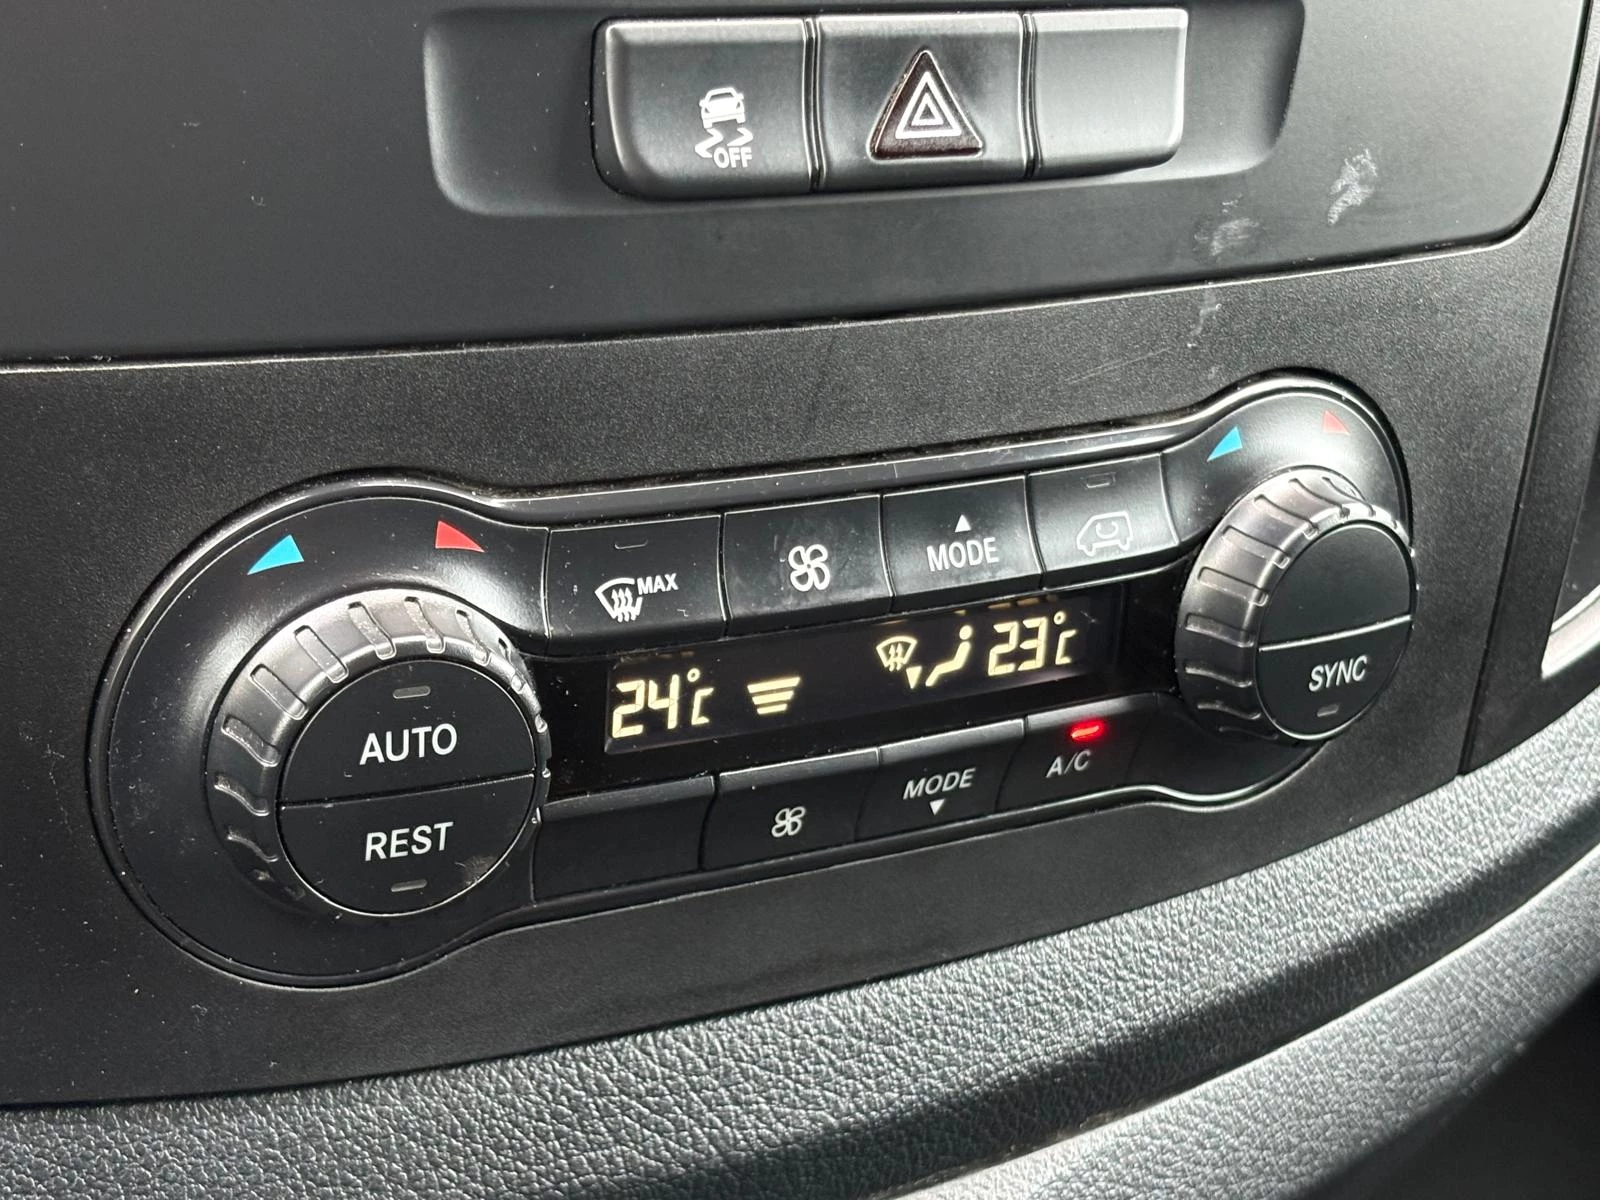 OFF
MAX
MODE
24°C
23°C
AUTO
REST
MODE
A/C
SYNC